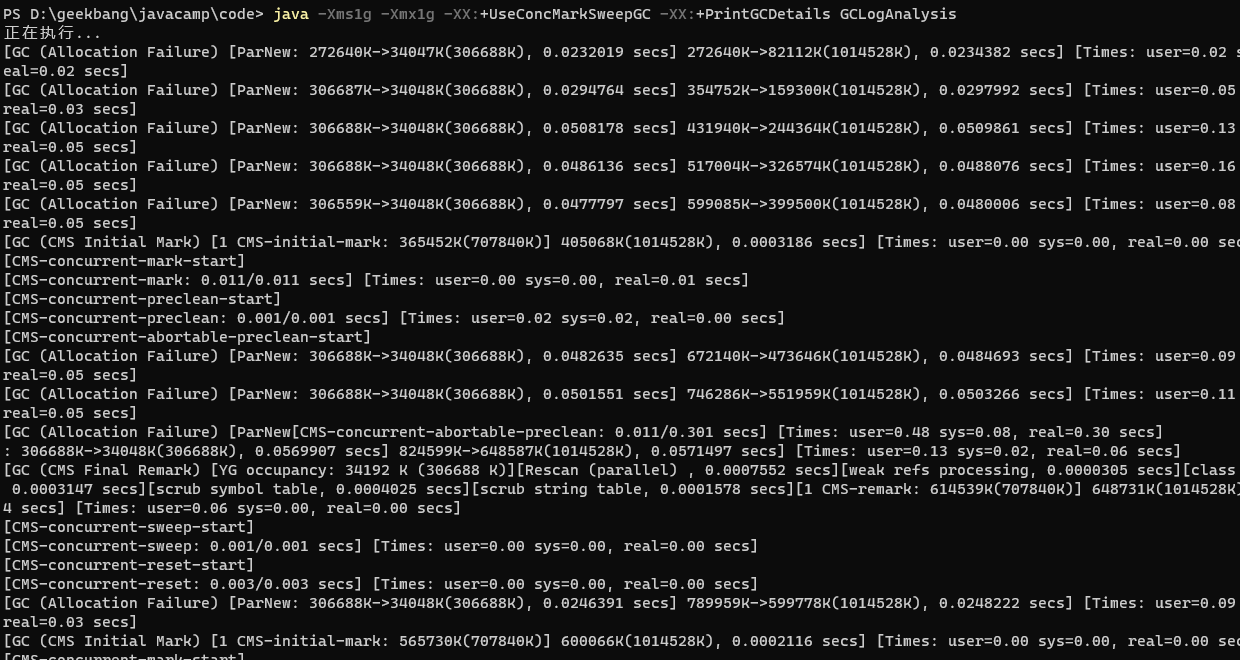 PS D:\geekbang\javacamp\code> java -Xms1g -Xmx1g -XX:+UseConcMarkSweepGC -XX:+PrintGCDetails GCLogAnalysis
正在执行...
[GC (Allocation Failure) [ParNew: 272640K->34047K(306688K), 0.0232019 secs] 272640K->82112K(1014528K), 0.0234382 secs] [Times: user=0.02 s
eal=0.02 secs]
[GC (Allocation Failure) [ParNew: 306687K->34048K(306688K), 0.0294764 secs] 354752K->159300K(1014528K), 0.0297992 secs] [Times: user=0.05
real=0.03 secs]
[GC (Allocation Failure) [ParNew: 306688K->34048K(306688K), 0.0508178 secs] 431940K->244364K(1014528K), 0.0509861 secs] [Times: user=0.13
real=0.05 secs]
[GC (Allocation Failure) [ParNew: 306688K->34048K(306688K), 0.0486136 secs] 517004K->326574K(1014528K), 0.0488076 secs] [Times: user=0.16
real=0.05 secs]
[GC (Allocation Failure) [ParNew: 306559K->34048K(306688K), 0.0477797 secs] 599085K->399500K(1014528K), 0.0480006 secs] [Times: user=0.08
real=0.05 secs]
[GC (CMS Initial Mark) [1 CMS-initial-mark: 365452K(707840K)] 405068K(1014528K), 0.0003186 secs] [Times: user=0.00 sys=0.00, real=0.00 sec
[CMS-concurrent-mark-start]
[CMS-concurrent-mark: 0.011/0.011 secs] [Times: user=0.00 sys=0.00, real=0.01 secs]
[CMS-concurrent-preclean-start]
[CMS-concurrent-preclean: 0.001/0.001 secs] [Times: user=0.02 sys=0.02, real=0.00 secs]
[CMS-concurrent-abortable-preclean-start]
[GC (Allocation Failure) [ParNew: 306688K->34048K(306688K), 0.0482635 secs] 672140K->473646K(1014528K), 0.0484693 secs] [Times: user=0.09
real=0.05 secs]
[GC (Allocation Failure) [ParNew: 306688K->34048K(306688K), 0.0501551 secs] 746286K->551959K(1014528K), 0.0503266 secs] [Times: user=0.11
real=0.05 secs]
[GC (Allocation Failure) [ParNew[CMS-concurrent-abortable-preclean: 0.011/0.301 secs] [Times: user=0.48 sys=0.08, real=0.30 secs]
: 306688K->34048K(306688K), 0.0569907 secs] 824599K->648587K(1014528K), 0.0571497 secs] [Times: user=0.13 sys=0.02, real=0.06 secs]
[GC (CMS Final Remark) [YG occupancy: 34192 K (306688 K)][Rescan (parallel) , 0.0007552 secs][weak refs processing, 0.0000305 secs][class
 0.0003147 secs][scrub symbol table, 0.0004025 secs][scrub string table, 0.0001578 secs][1 CMS-remark: 614539K(707840K)] 648731K(1014528K)
4 secs] [Times: user=0.06 sys=0.00, real=0.00 secs]
[CMS-concurrent-sweep-start]
[CMS-concurrent-sweep: 0.001/0.001 secs] [Times: user=0.00 sys=0.00, real=0.00 secs]
[CMS-concurrent-reset-start]
[CMS-concurrent-reset: 0.003/0.003 secs] [Times: user=0.00 sys=0.00, real=0.00 secs]
[GC (Allocation Failure) [ParNew: 306688K->34048K(306688K), 0.0246391 secs] 789959K->599778K(1014528K), 0.0248222 secs] [Times: user=0.09
real=0.03 secs]
[GC (CMS Initial Mark) [1 CMS-initial-mark: 565730K(707840K)] 600066K(1014528K), 0.0002116 secs] [Times: user=0.00 sys=0.00, real=0.00 sec
[CMS-concurrent-mark-start]